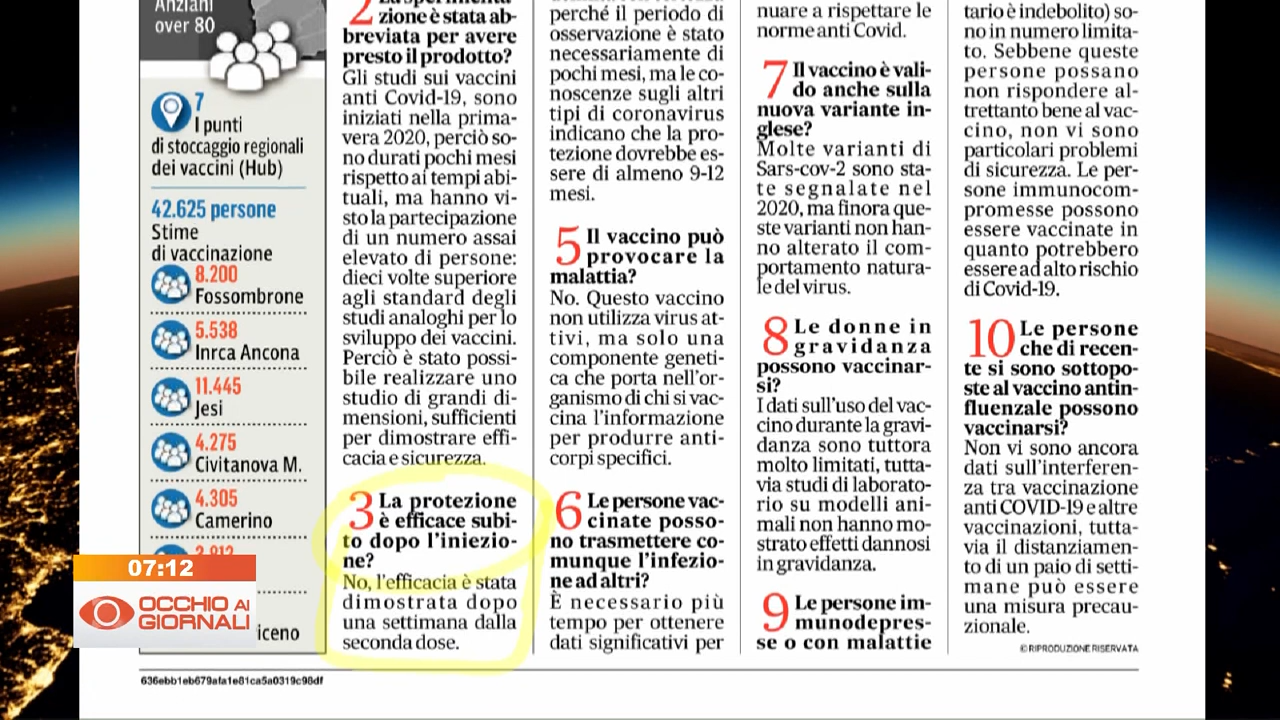 Anziani
over 80
7
I punti
di stoccaggio regionali
dei vaccini (Hub)
42.625 persone
Stime
di vaccinazione
8.200
Fossombrone
5.538
Inrca Ancona
11.445
Jesi
4.275
Civitanova M.
4.305
Camerino
iceno
07:12
OCCHIO AI
GIORNALI
2
zione è stata ab-
breviata per avere
presto il prodotto?
Gli studi sui vaccini
anti Covid-19, sono
iniziati nella prima-
vera 2020, perciò so-
no durati pochi mesi
rispetto ai tempi abi-
tuali, ma hanno vi-
sto la partecipazione
di un numero assai
elevato di persone:
dieci volte superiore
agli standard degli
studi analoghi per lo
sviluppo dei vaccini.
Perciò è stato possi-
bile realizzare uno
studio di grandi di-
mensioni, sufficienti
per dimostrare effi-
cacia e sicurezza.
3 La protezione
è efficace subi-
to dopo l'iniezio-
ne?
No, l'efficacia è stata
dimostrata dopo
una settimana dalla
seconda dose.
perché il periodo di
osservazione è stato
necessariamente di
pochi mesi, ma le co-
noscenze sugli altri
tipi di coronavirus
indicano che la pro-
tezione dovrebbe es-
sere di almeno 9-12
mesi.
5 Il vaccino può
provocare la
malattia?
No. Questo vaccino
non utilizza virus at-
tivi, ma solo una
componente geneti-
ca che porta nell'or-
ganismo di chi si vac-
cina l'informazione
per produrre anti-
corpi specifici.
6 Le persone vac-
cinate posso-
no trasmettere co-
munque l'infezio-
ne ad altri?
È necessario più
tempo per ottenere
dati significativi per
nuare a rispettare le
norme anti Covid.
7 Il vaccino è vali-
do anche sulla
nuova variante in-
glese?
Molte varianti di
Sars-cov-2 sono sta-
te segnalate nel
2020, ma finora que-
ste varianti non han-
no alterato il com-
portamento natura-
le del virus.
8 Le donne in
gravidanza
possono vaccinar-
si?
I dati sull'uso del vac-
cino durante la gravi-
danza sono tuttora
molto limitati, tutta-
via studi di laborato-
rio su modelli ani-
mali non hanno mo-
strato effetti dannosi
in gravidanza.
9 Le persone im-
munodepres-
se o con malattie
tario è indebolito) so-
no in numero limita-
to. Sebbene queste
persone possano
non rispondere al-
trettanto bene al vac-
cino, non vi sono
particolari problemi
di sicurezza. Le per-
sone immunocom-
promesse possono
essere vaccinate in
quanto potrebbero
essere ad alto rischio
di Covid-19.
10 Le persone
che di recen-
te si sono sottopo-
ste al vaccino antin-
fluenzale possono
vaccinarsi?
Non vi sono ancora
dati sull'interferen-
za tra vaccinazione
anti COVID-19 e altre
vaccinazioni, tutta-
via il distanziamen-
to di un paio di setti-
mane può essere
una misura precau-
zionale.
© RIPRODUZIONE RISERVATA
636ebb1eb679afa1e81ca5a0319c98df